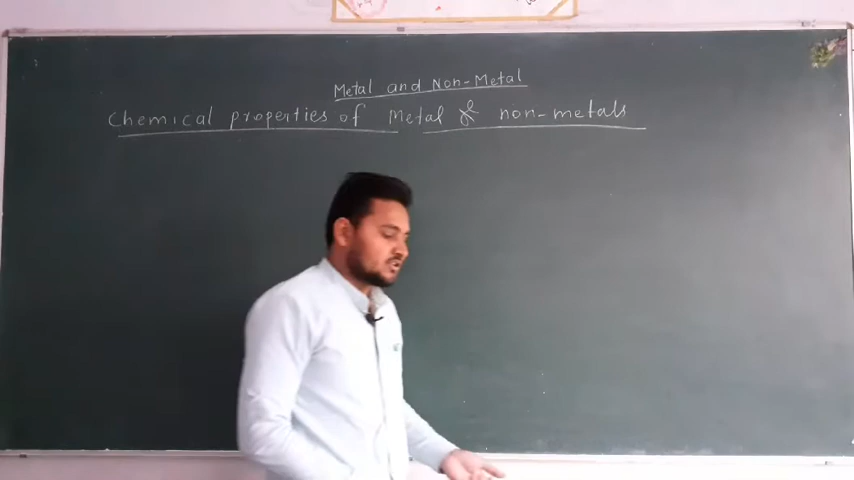 Metal and Non-Metal
Chemical properties of Metal & non-metals